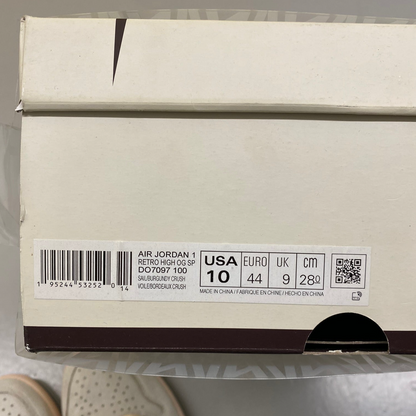 AIR JORDAN 1
RETRO HIGH OG SP
DO7097 100
SAIL/BURGUNDY CRUSH
VOILE/BORDEAUX CRUSH
1 95244 53252 0 14
USA 10
EURO 44
UK 9
cm 28
MADE IN CHINA / FABRIQUE EN CHINE / HECHO EN CHINA